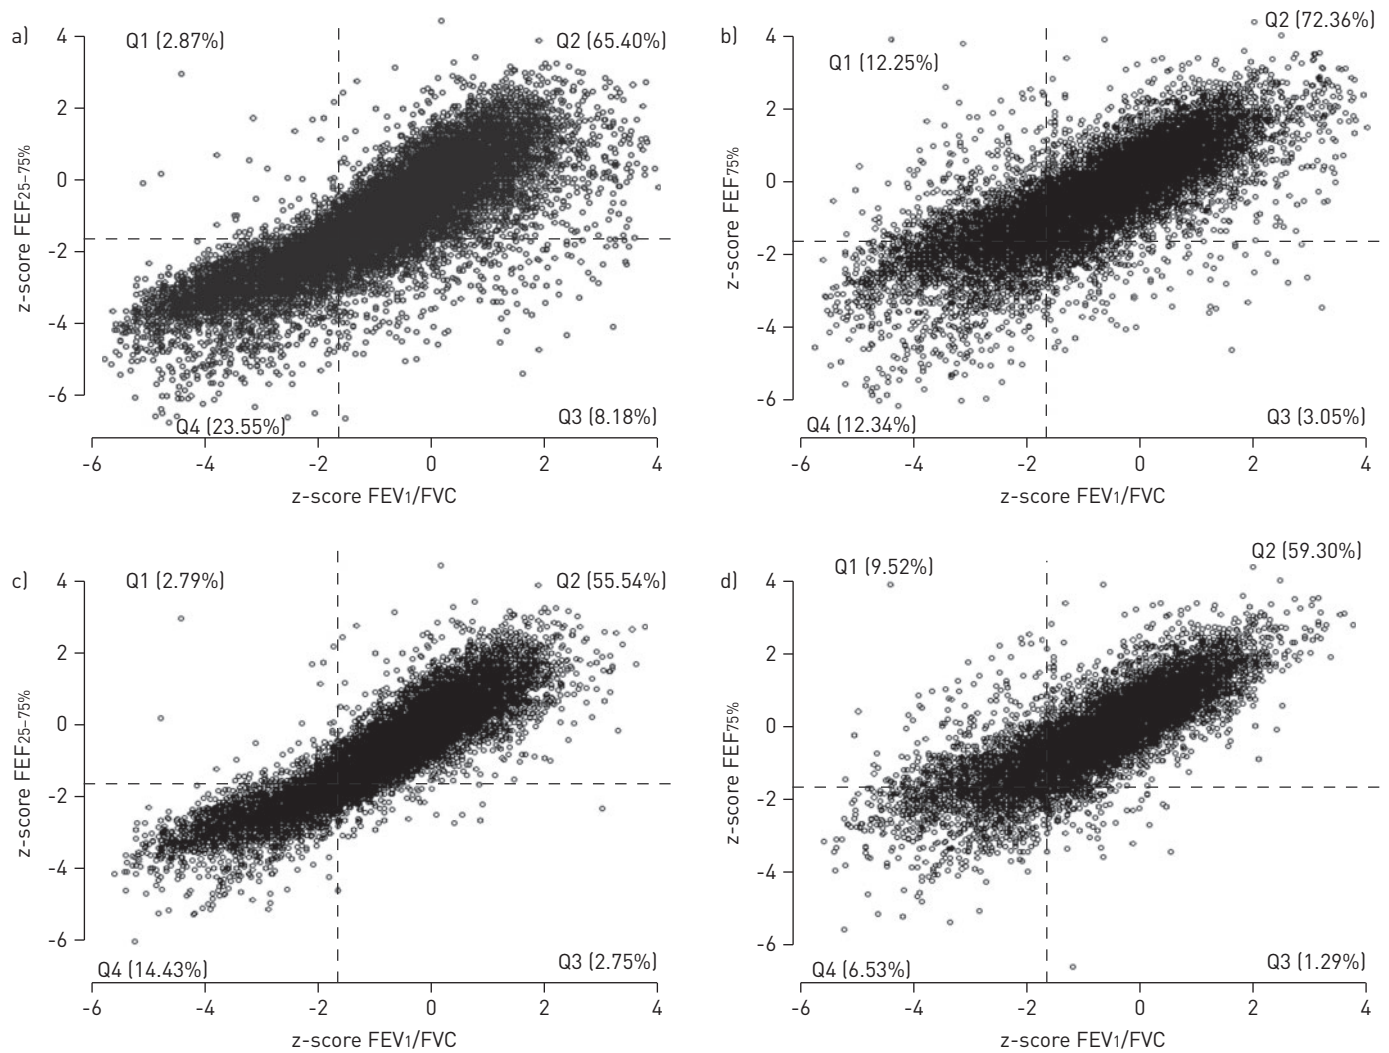 a)
Q1 (2.87%)
Q2 (65.40%)
4
2
0
-2
-4
-6
z-score FEF25–75%
Q4 (23.55%)
Q3 (8.18%)
-6 -4 -2 0 2 4
z-score FEV1/FVC
b)
Q1 (12.25%)
Q2 (72.36%)
4
2
0
-2
-4
-6
z-score FEF75%
Q4 (12.34%)
Q3 (3.05%)
-6 -4 -2 0 2 4
z-score FEV1/FVC
c)
Q1 (2.79%)
Q2 (55.54%)
4
2
0
-2
-4
-6
z-score FEF25–75%
Q4 (14.43%)
Q3 (2.75%)
-6 -4 -2 0 2 4
z-score FEV1/FVC
d)
Q1 (9.52%)
Q2 (59.30%)
4
2
0
-2
-4
-6
z-score FEF75%
Q4 (6.53%)
Q3 (1.29%)
-6 -4 -2 0 2 4
z-score FEV1/FVC